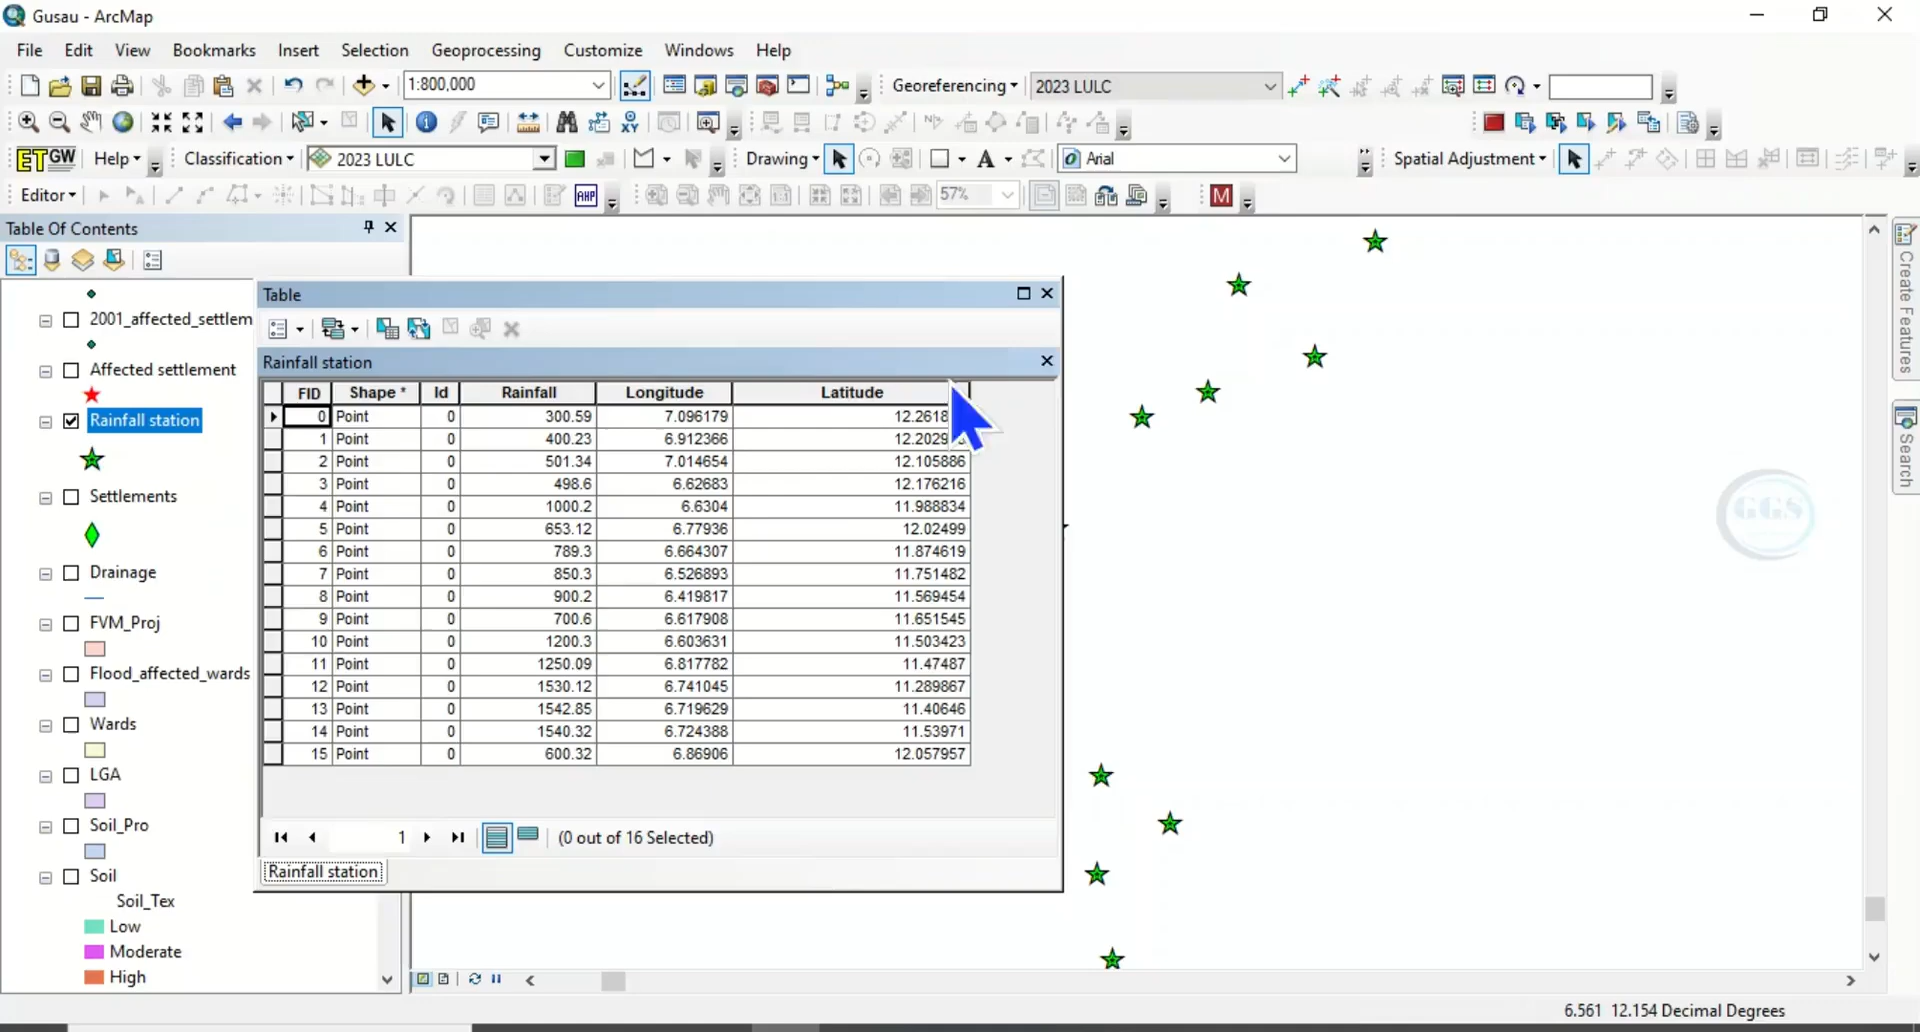 Gusau - ArcMap
File Edit View Bookmarks Insert Selection Geoprocessing Customize Windows Help
1:800,000 Georeferencing 2023 LULC
XY
ET GW Help Classification 2023 LULC Drawing A Arial Spatial Adjustment
Editor AHP 57% M
Table Of Contents
2001_affected_settlem
Affected settlement
Rainfall station
Settlements
Drainage
FVM_Proj
Flood_affected_wards
Wards
LGA
Soil_Pro
Soil
Soil_Tex
Low
Moderate
High
Table
Rainfall station
FID Shape * Id Rainfall Longitude Latitude
0 Point 0 300.59 7.096179
1 Point 0 400.23 6.912366
2 Point 0 501.34 7.014654 12.105886
3 Point 0 498.6 6.62683 12.176216
4 Point 0 1000.2 6.6304 11.988834
5 Point 0 653.12 6.77936 12.02499
6 Point 0 789.3 6.664307 11.874619
7 Point 0 850.3 6.526893 11.751482
8 Point 0 900.2 6.419817 11.569454
9 Point 0 700.6 6.617908 11.651545
10 Point 0 1200.3 6.603631 11.503423
11 Point 0 1250.09 6.817782 11.47487
12 Point 0 1530.12 6.741045 11.289867
13 Point 0 1542.85 6.719629 11.40646
14 Point 0 1540.32 6.724388 11.53971
15 Point 0 600.32 6.86906 12.057957
1 (0 out of 16 Selected)
Rainfall station
Create Features
Search
GGS
6.561 12.154 Decimal Degrees